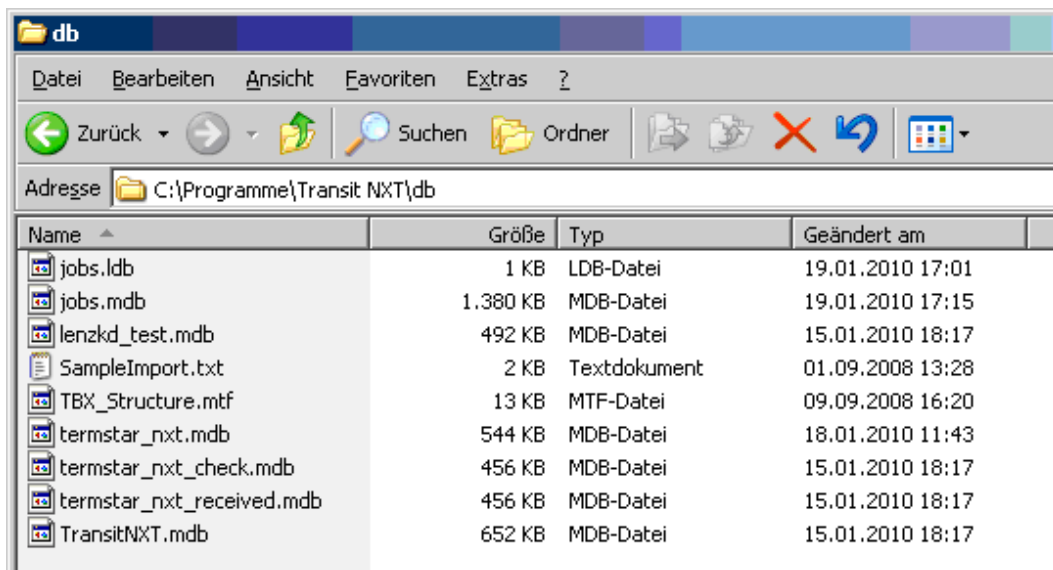 db
Datei Bearbeiten Ansicht Favoriten Extras ?
Zurück Suchen Ordner
Adresse C:\Programme\Transit NXT\db
Name Größe Typ Geändert am
jobs.ldb 1 KB LDB-Datei 19.01.2010 17:01
jobs.mdb 1.380 KB MDB-Datei 19.01.2010 17:15
lenzkd_test.mdb 492 KB MDB-Datei 15.01.2010 18:17
SampleImport.txt 2 KB Textdokument 01.09.2008 13:28
TBX_Structure.mtf 13 KB MTF-Datei 09.09.2008 16:20
termstar_nxt.mdb 544 KB MDB-Datei 18.01.2010 11:43
termstar_nxt_check.mdb 456 KB MDB-Datei 15.01.2010 18:17
termstar_nxt_received.mdb 456 KB MDB-Datei 15.01.2010 18:17
TransitNXT.mdb 652 KB MDB-Datei 15.01.2010 18:17